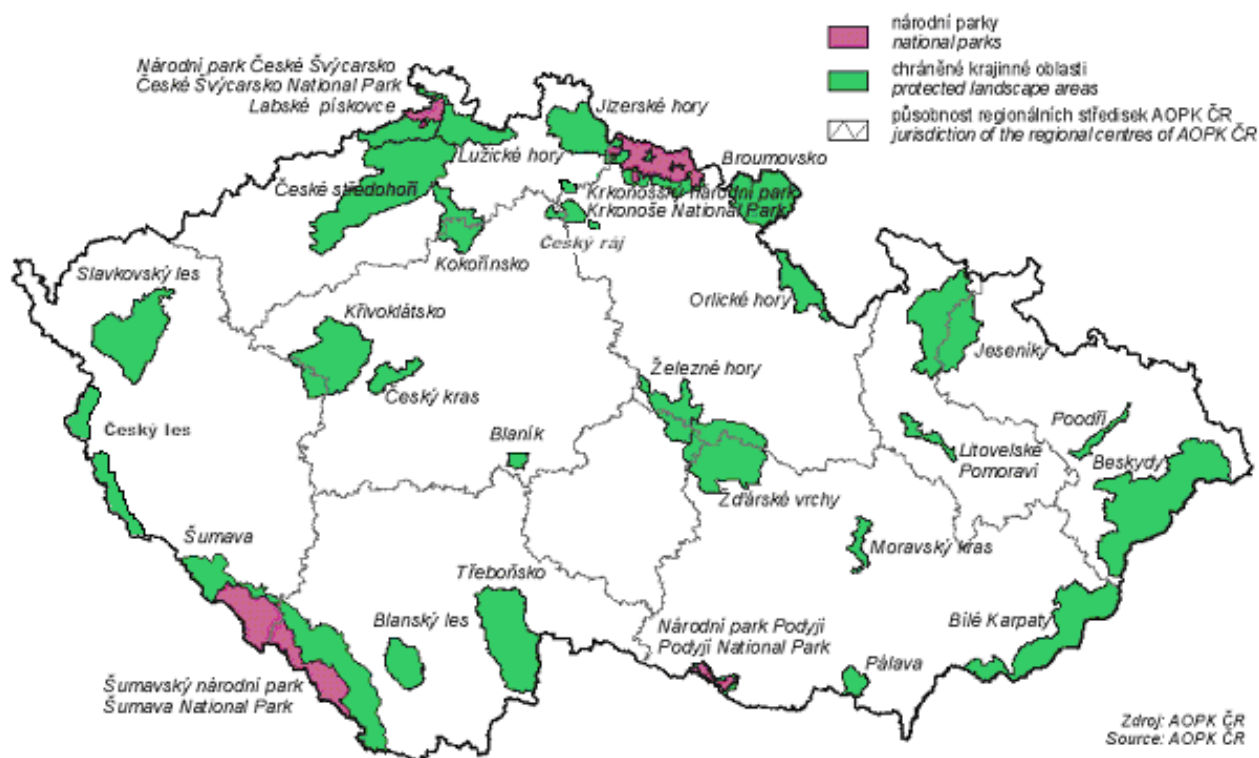 národní parky
national parks
chráněné krajinné oblasti
protected landscape areas
působnost regionálních středisek AOPK ČR
jurisdiction of the regional centres of AOPK ČR
Národní park České Švýcarsko
České Švýcarsko National Park
Labské pískovce
Jizerské hory
Lužické hory
Broumovsko
České středohoří
Krkonošský národní park
Krkonoše National Park
Český ráj
Kokořínsko
Slavkovský les
Orlické hory
Křivoklátsko
Jeseníky
Železné hory
Český kras
Poodří
Český les
Blaník
Litovelské
Pomoraví
Beskydy
Žďárské vrchy
Šumava
Moravský kras
Třeboňsko
Blanský les
Národní park Podyjí
Podyjí National Park
Bílé Karpaty
Pálava
Šumavský národní park
Šumava National Park
Zdroj: AOPK ČR
Source: AOPK ČR